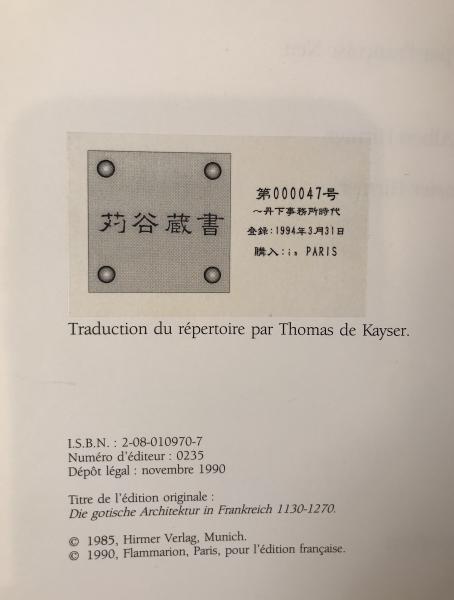 苅谷蔵書
第000047号
～丹下事務所時代
登録:1994年3月31日
購入:in PARIS
Traduction du répertoire par Thomas de Kayser.
I.S.B.N. : 2-08-010970-7
Numéro d'éditeur : 0235
Dépôt légal : novembre 1990
Titre de l'édition originale :
Die gotische Architektur in Frankreich 1130-1270.
© 1985, Hirmer Verlag, Munich.
© 1990, Flammarion, Paris, pour l'édition française.